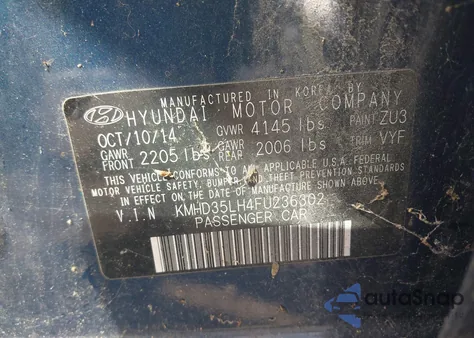 MANUFACTURED IN KOREA BY
HYUNDAI MOTOR COMPANY
OCT/10/14 GVWR 4145 lbs PAINT ZU3
GAWR FRONT 2205 lbs GAWR REAR 2006 lbs TRIM VYF
THIS VEHICLE CONFORMS TO ALL APPLICABLE U.S.A. FEDERAL
MOTOR VEHICLE SAFETY, BUMPER, AND THEFT PREVENTION STANDARDS
IN EFFECT ON THE DATE OF MANUFACTURE SHOWN ABOVE.
V.I.N KMHD35LH4FU236302
PASSENGER CAR
autoSnap